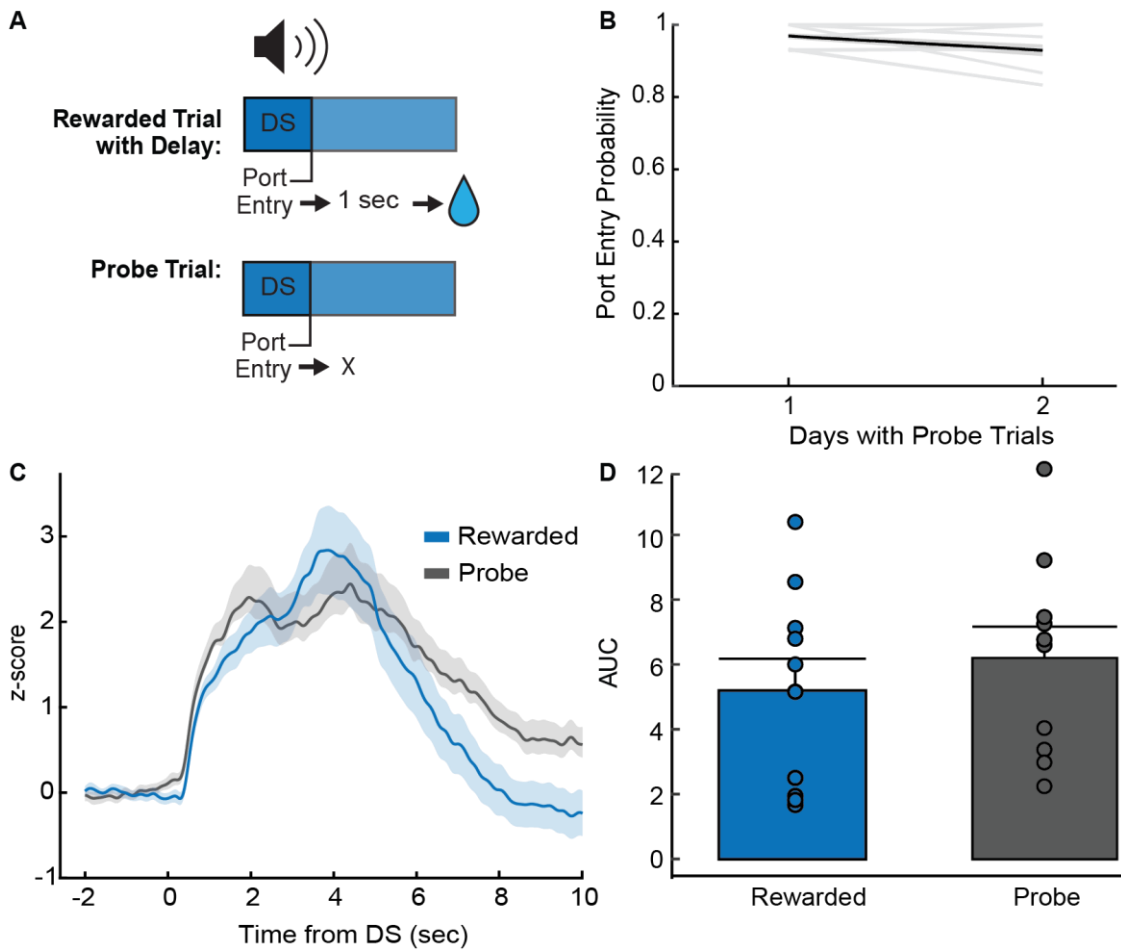 A
Rewarded Trial
with Delay:
DS
Port
Entry
1 sec
Probe Trial:
DS
Port
Entry
X
B
Port Entry Probability
1
0.8
0.6
0.4
0.2
0
1
2
Days with Probe Trials
C
z-score
3
2
1
0
-1
Rewarded
Probe
-2
0
2
4
6
8
10
Time from DS (sec)
D
AUC
12
10
8
6
4
2
0
Rewarded
Probe